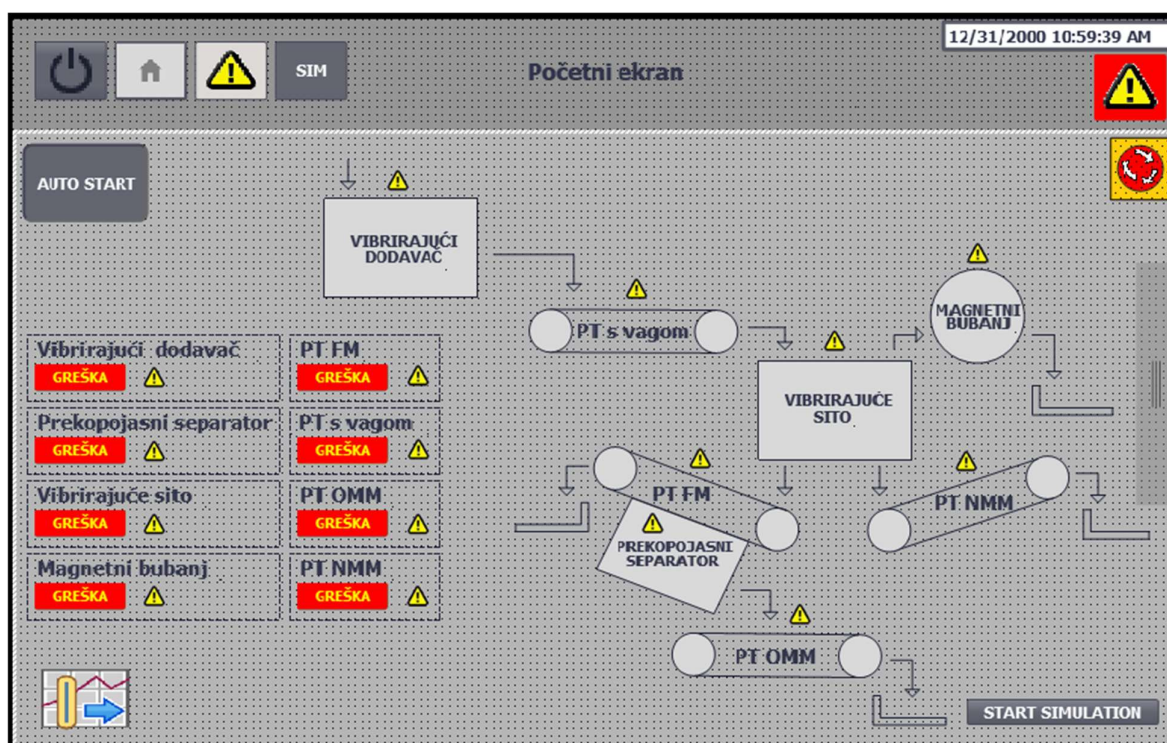 12/31/2000 10:59:39 AM
SIM
Početni ekran
AUTO START
VIBRIRAJUĆI
DODAVAČ
MAGNETNI
BUBANJ
PT s vagom
Vibrirajući dodavač
PT FM
GREŠKA
GREŠKA
VIBRIRAJUĆE
SITO
Prekopojasni separator
PT s vagom
GREŠKA
GREŠKA
Vibrirajuće sito
PT OMM
GREŠKA
GREŠKA
PT FM
PT NMM
PREKOPOJASNI
SEPARATOR
Magnetni bubanj
PT NMM
GREŠKA
GREŠKA
PT OMM
START SIMULATION